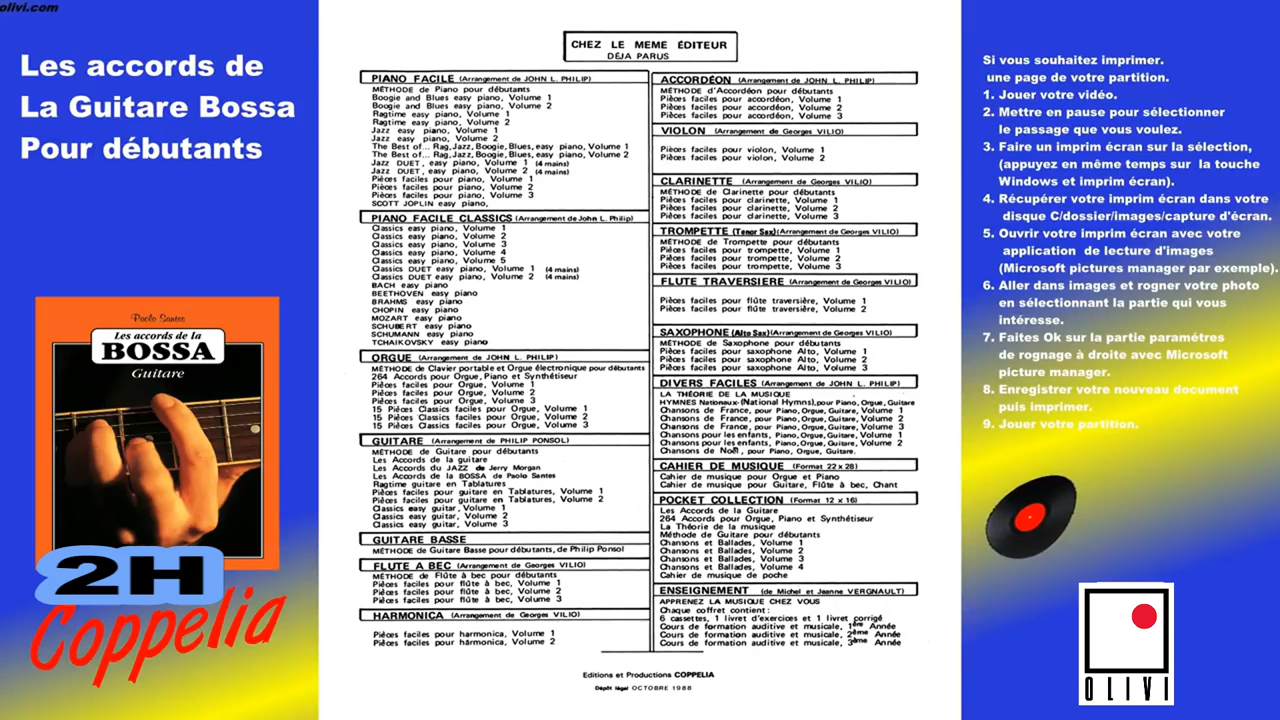 olivi.com
Les accords de
La Guitare Bossa
Pour débutants
Paolo Santos
Les accords de la
BOSSA
Guitare
2H
Coppelia
CHEZ LE MEME ÉDITEUR
DÉJA PARUS
PIANO FACILE (Arrangement de JOHN L. PHILIP)
MÉTHODE de Piano pour débutants
Boogie and Blues easy piano, Volume 1
Boogie and Blues easy piano, Volume 2
Ragtime easy piano, Volume 1
Ragtime easy piano, Volume 2
Jazz easy piano, Volume 1
Jazz easy piano, Volume 2
The Best of... Rag, Jazz, Boogie, Blues, easy piano, Volume 1
The Best of... Rag, Jazz, Boogie, Blues, easy piano, Volume 2
Jazz DUET, easy piano, Volume 1 (4 mains)
Jazz DUET, easy piano, Volume 2 (4 mains)
Pièces faciles pour piano, Volume 1
Pièces faciles pour piano, Volume 2
Pièces faciles pour piano, Volume 3
SCOTT JOPLIN easy piano,
PIANO FACILE CLASSICS (Arrangement de John L. Philip)
Classics easy piano, Volume 1
Classics easy piano, Volume 2
Classics easy piano, Volume 3
Classics easy piano, Volume 4
Classics easy piano, Volume 5
Classics DUET easy piano, Volume 1 (4 mains)
Classics DUET easy piano, Volume 2 (4 mains)
BACH easy piano
BEETHOVEN easy piano
BRAHMS easy piano
CHOPIN easy piano
MOZART easy piano
SCHUBERT easy piano
SCHUMANN easy piano
TCHAIKOVSKY easy piano
ORGUE (Arrangement de JOHN L. PHILIP)
MÉTHODE de Clavier portable et Orgue électronique pour débutants
264 Accords pour Orgue, Piano et Synthétiseur
Pièces faciles pour Orgue, Volume 1
Pièces faciles pour Orgue, Volume 2
Pièces faciles pour Orgue, Volume 3
15 Pièces Classics faciles pour Orgue, Volume 1
15 Pièces Classics faciles pour Orgue, Volume 2
15 Pièces Classics faciles pour Orgue, Volume 3
GUITARE (Arrangement de PHILIP PONSOL)
MÉTHODE de Guitare pour débutants
Les Accords de la guitare
Les Accords du JAZZ de Jerry Morgan
Les Accords de la BOSSA de Paolo Santes
Ragtime guitare en Tablatures
Pièces faciles pour guitare en Tablatures, Volume 1
Pièces faciles pour guitare en Tablatures, Volume 2
Classics easy guitar, Volume 1
Classics easy guitar, Volume 2
Classics easy guitar, Volume 3
GUITARE BASSE
MÉTHODE de Guitare Basse pour débutants, de Philip Ponsol
FLUTE A BEC (Arrangement de Georges VILIO)
MÉTHODE de Flûte à bec pour débutants
Pièces faciles pour flûte à bec, Volume 1
Pièces faciles pour flûte à bec, Volume 2
Pièces faciles pour flûte à bec, Volume 3
HARMONICA (Arrangement de Georges VILIO)
Pièces faciles pour harmonica, Volume 1
Pièces faciles pour hármonica, Volume 2
ACCORDÉON (Arrangement de JOHN L. PHILIP)
MÉTHODE d'Accordéon pour débutants
Pièces faciles pour accordéon, Volume 1
Pièces faciles pour accordéon, Volume 2
Pièces faciles pour accordéon, Volume 3
VIOLON (Arrangement de Georges VILIO)
Pièces faciles pour violon, Volume 1
Pièces faciles pour violon, Volume 2
CLARINETTE (Arrangement de Georges VILIO)
MÉTHODE de Clarinette pour débutants
Pièces faciles pour clarinette, Volume 1
Pièces faciles pour clarinette, Volume 2
Pièces faciles pour clarinette, Volume 3
TROMPETTE (Tenor Sax) (Arrangement de Georges VILIO)
MÉTHODE de Trompette pour débutants
Pièces faciles pour trompette, Volume 1
Pièces faciles pour trompette, Volume 2
Pièces faciles pour trompette, Volume 3
FLUTE TRAVERSIÈRE (Arrangement de Georges VILIO)
Pièces faciles pour flûte traversière, Volume 1
Pièces faciles pour flûte traversière, Volume 2
SAXOPHONE (Alto Sax) (Arrangement de Georges VILIO)
MÉTHODE de Saxophone pour débutants
Pièces faciles pour saxophone Alto, Volume 1
Pièces faciles pour saxophone Alto, Volume 2
Pièces faciles pour saxophone Alto, Volume 3
DIVERS FACILES (Arrangement de JOHN L. PHILIP)
LA THÉORIE DE LA MUSIQUE
HYMNES Nationaux-(National Hymns), pour Piano, Orgue, Guitare
Chansons de France, pour Piano, Orgue, Guitare, Volume 1
Chansons de France, pour Piano, Orgue, Guitare, Volume 2
Chansons de France, pour Piano, Orgue, Guitare, Volume 3
Chansons pour les enfants, Piano, Orgue, Guitare, Volume 1
Chansons pour les enfants, Piano, Orgue, Guitare, Volume 2
Chansons de Noël, pour Piano, Orgue, Guitare.
CAHIER DE MUSIQUE (Format 22 x 28)
Cahier de musique pour Orgue et Piano
Cahier de musique pour Guitare, Flûte à bec, Chant
POCKET COLLECTION (Format 12 x 16)
Les Accords de la Guitare
264 Accords pour Orgue, Piano et Synthétiseur
La Théorie de la musique
Méthode de Guitare pour débutants
Chansons et Ballades, Volume 1
Chansons et Ballades, Volume 2
Chansons et Ballades, Volume 3
Chansons et Ballades, Volume 4
Cahier de musique de poche
ENSEIGNEMENT (de Michel et Jeanne VERGNAULT)
APPRENEZ LA MUSIQUE CHEZ VOUS
Chaque coffret contient :
6 cassettes, 1 livret d'exercices et 1 livret corrigé
Cours de formation auditive et musicale, 1ère Année
Cours de formation auditive et musicale, 2ème Année
Cours de formation auditive et musicale, 3ème Année
Editions et Productions COPPELIA
Dépôt légal OCTOBRE 1988
Si vous souhaitez imprimer.
une page de votre partition.
1. Jouer votre vidéo.
2. Mettre en pause pour sélectionner
le passage que vous voulez.
3. Faire un imprim écran sur la sélection,
(appuyez en même temps sur la touche
Windows et imprim écran).
4. Récupérer votre imprim écran dans votre
disque C/dossier/images/capture d'écran.
5. Ouvrir votre imprim écran avec votre
application de lecture d'images
(Microsoft pictures manager par exemple).
6. Aller dans images et rogner votre photo
en sélectionnant la partie qui vous
intéresse.
7. Faites Ok sur la partie paramétres
de rognage à droite avec Microsoft
picture manager.
8. Enregistrer votre nouveau document
puis imprimer.
9. Jouer votre partition.
OLIVI